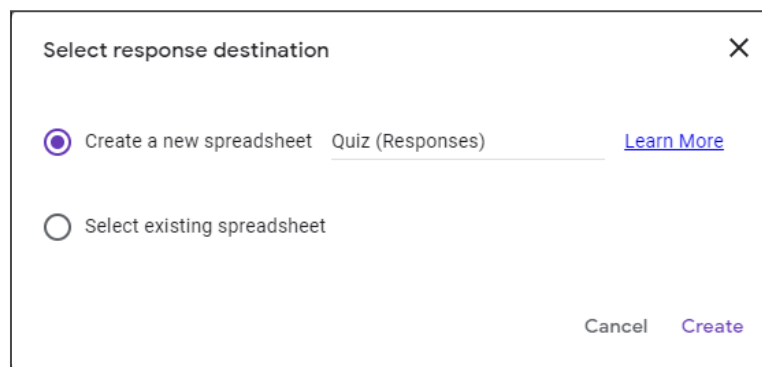 Select response destination
Create a new spreadsheet Quiz (Responses) Learn More
Select existing spreadsheet
Cancel Create